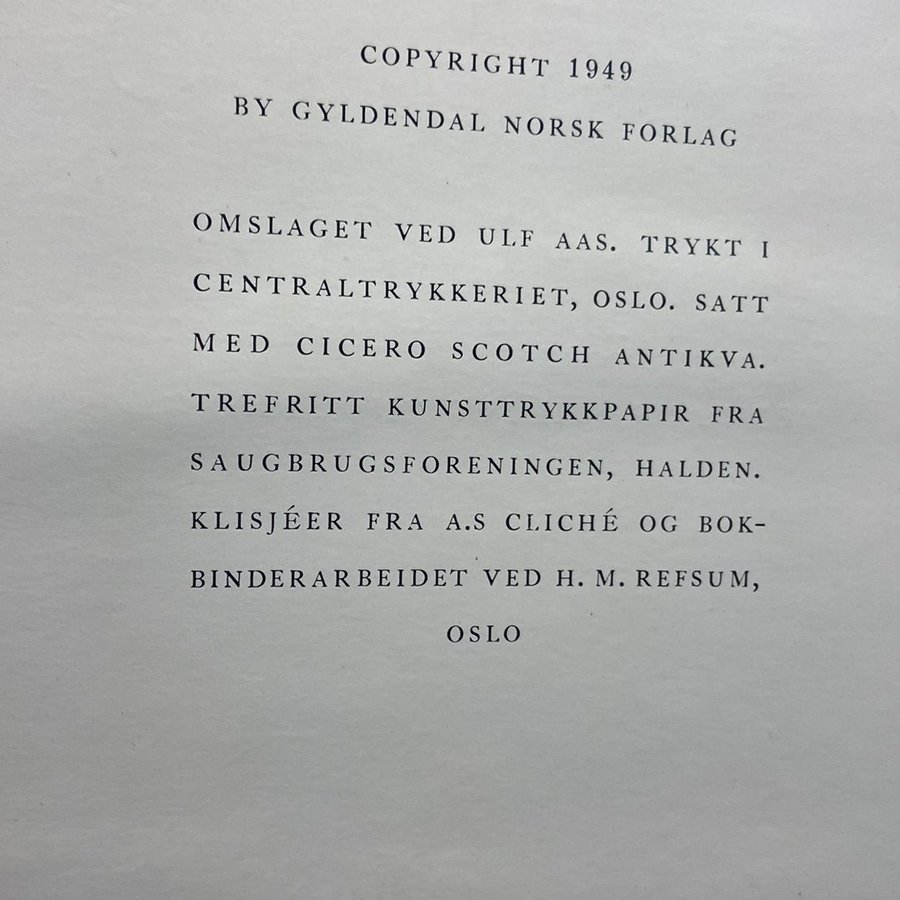 COPYRIGHT 1949
BY GYLDENDAL NORSK FORLAG
OMSLAGET VED ULF AAS. TRYKT I
CENTRALTRYKKERIET, OSLO. SATT
MED CICERO SCOTCH ANTIKVA.
TREFRITT KUNSTTRYKKPAPIR FRA
SAUGBRUGSFORENINGEN, HALDEN.
KLISJÉER FRA A.S CLICHÉ OG BOK-
BINDERARBEIDET VED H. M. REFSUM,
OSLO